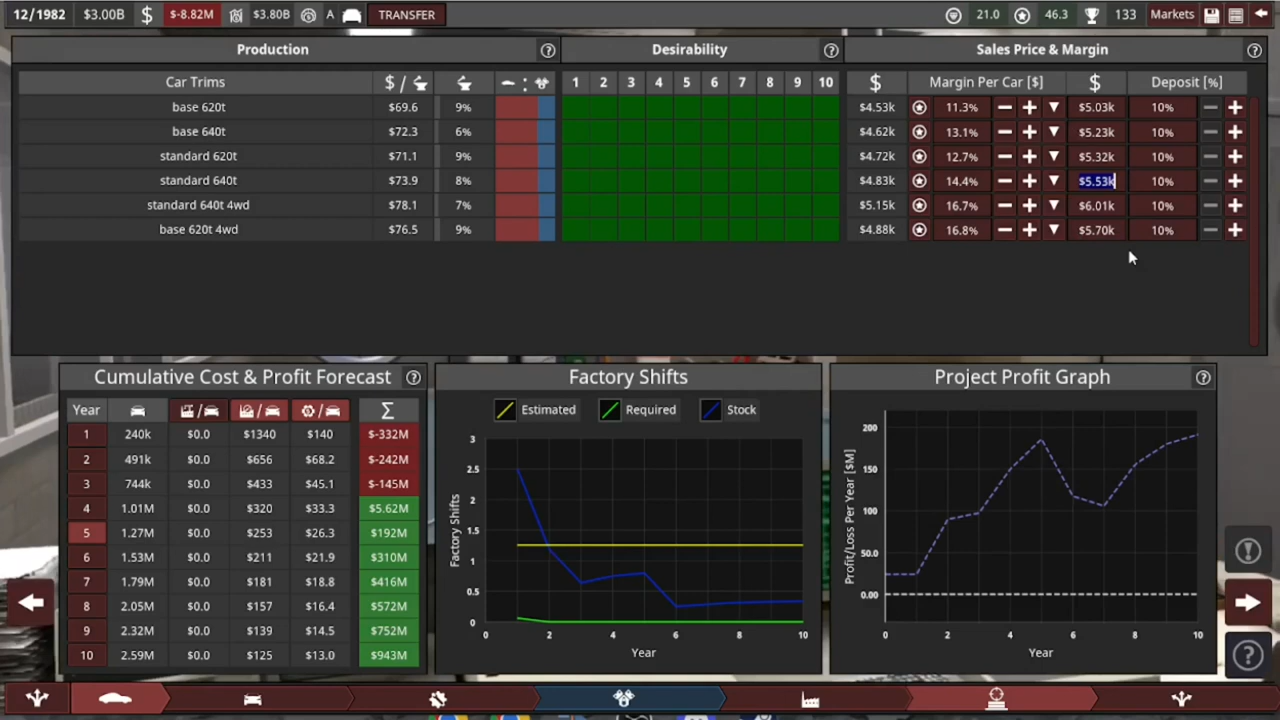 12/1982 $3.00B $ $-8.82M $3.80B A TRANSFER 21.0 46.3 133 Markets
Production ? Desirability ? Sales Price & Margin ?
Car Trims $ / : 1 2 3 4 5 6 7 8 9 10 $ Margin Per Car [$] $ Deposit [%]
base 620t $69.6 9% $4.53k 11.3% $5.03k 10%
base 640t $72.3 6% $4.62k 13.1% $5.23k 10%
standard 620t $71.1 9% $4.72k 12.7% $5.32k 10%
standard 640t $73.9 8% $4.83k 14.4% $5.53k 10%
standard 640t 4wd $78.1 7% $5.15k 16.7% $6.01k 10%
base 620t 4wd $76.5 9% $4.88k 16.8% $5.70k 10%
Cumulative Cost & Profit Forecast ?
Year / / / Σ
1 240k $0.0 $1340 $140 $-332M
2 491k $0.0 $656 $68.2 $-242M
3 744k $0.0 $433 $45.1 $-145M
4 1.01M $0.0 $320 $33.3 $5.62M
5 1.27M $0.0 $253 $26.3 $192M
6 1.53M $0.0 $211 $21.9 $310M
7 1.79M $0.0 $181 $18.8 $416M
8 2.05M $0.0 $157 $16.4 $572M
9 2.32M $0.0 $139 $14.5 $752M
10 2.59M $0.0 $125 $13.0 $943M
Factory Shifts
Estimated Required Stock
Factory Shifts
3
2.5
2
1.5
1
0.5
0
0 2 4 6 8 10
Year
Project Profit Graph ?
Profit/Loss Per Year [$M]
200
150
100
50.0
0.00
0 2 4 6 8 10
Year
!
?